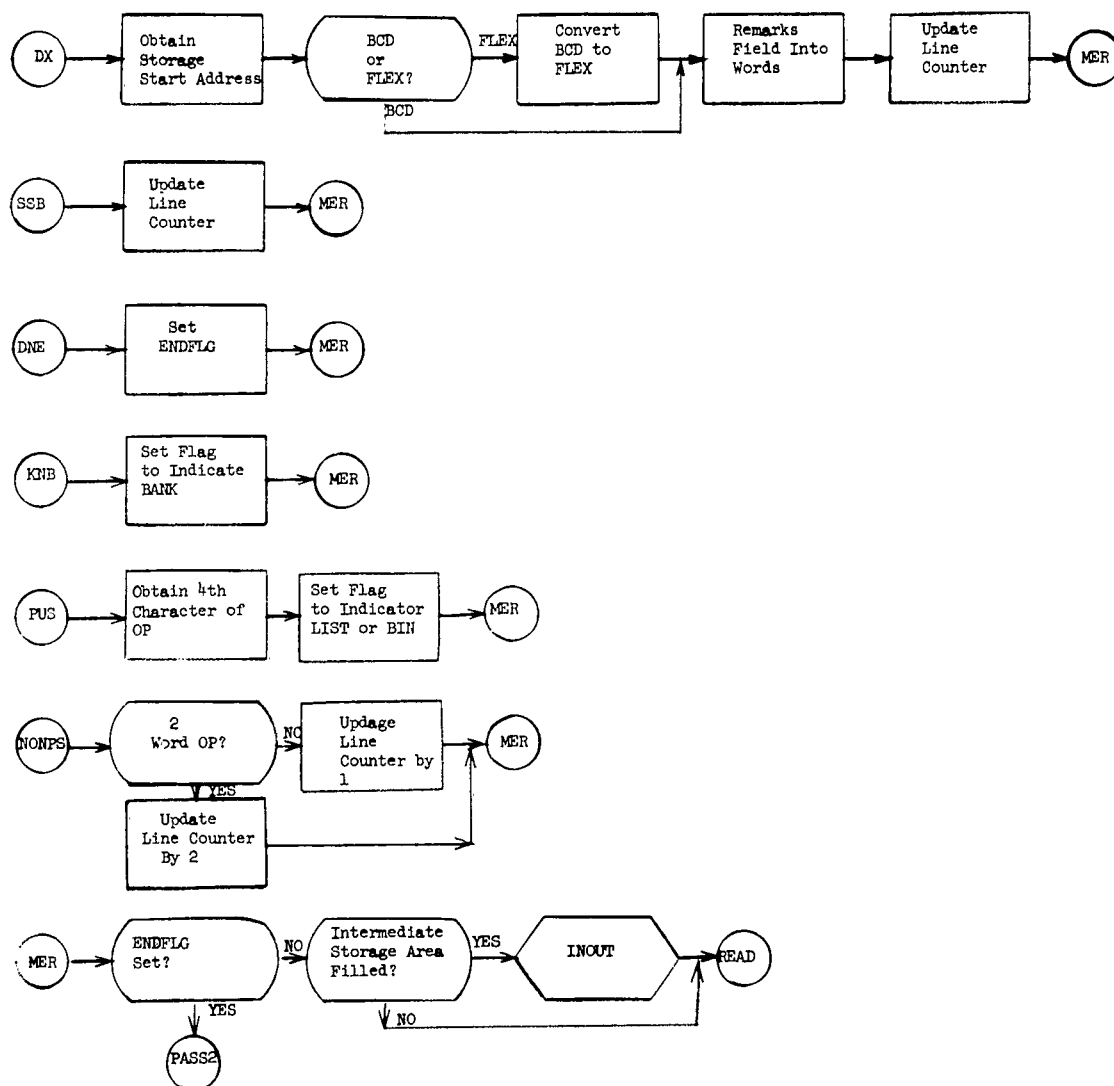 DX
Obtain
Storage
Start Address
BCD
or
FLEX?
FLEX
BCD
Convert
BCD to
FLEX
Remarks
Field Into
Words
Update
Line
Counter
MER
SSB
Update
Line
Counter
MER
DNE
Set
ENDFLG
MER
KNB
Set Flag
to Indicate
BANK
MER
PUS
Obtain 4th
Character of
OP
Set Flag
to Indicator
LIST or BIN
MER
NONPS
2
Word OP?
NO
YES
Updage
Line
Counter by
1
MER
Update
Line Counter
By 2
MER
ENDFLG
Set?
NO
YES
Intermediate
Storage Area
Filled?
YES
NO
INOUT
READ
PASS2